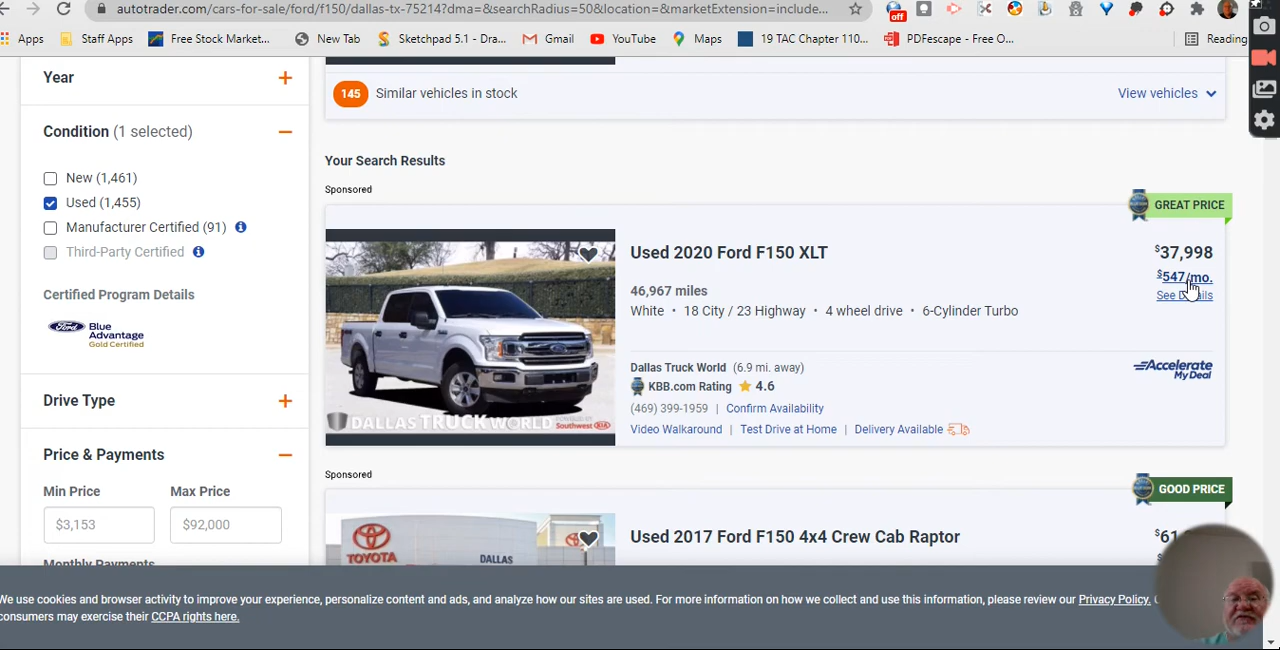 autotrader.com/cars-for-sale/ford/f150/dallas-tx-75214?dma=&searchRadius=50&location=&marketExtension=include...
off
Apps Staff Apps Free Stock Market... New Tab Sketchpad 5.1 - Dra... Gmail YouTube Maps 19 TAC Chapter 110... PDFescape - Free O... Reading
Year
145 Similar vehicles in stock View vehicles
Condition (1 selected)
New (1,461)
Used (1,455)
Manufacturer Certified (91)
Third-Party Certified
Certified Program Details
Ford Blue
Advantage
Gold Certified
Drive Type
Price & Payments
Min Price Max Price
$3,153 $92,000
Monthly Payments
Your Search Results
Sponsored
GREAT PRICE
Used 2020 Ford F150 XLT
$37,998
$547/mo.
See Details
46,967 miles
White • 18 City / 23 Highway • 4 wheel drive • 6-Cylinder Turbo
Dallas Truck World (6.9 mi. away)
Accelerate
My Deal
KBB.com Rating 4.6
(469) 399-1959 | Confirm Availability
Video Walkaround | Test Drive at Home | Delivery Available
DALLAS TRUCK WORLD
Southwest KIA
Sponsored
GOOD PRICE
Used 2017 Ford F150 4x4 Crew Cab Raptor
TOYOTA
DALLAS
We use cookies and browser activity to improve your experience, personalize content and ads, and analyze how our sites are used. For more information on how we collect and use this information, please review our Privacy Policy.
consumers may exercise their CCPA rights here.